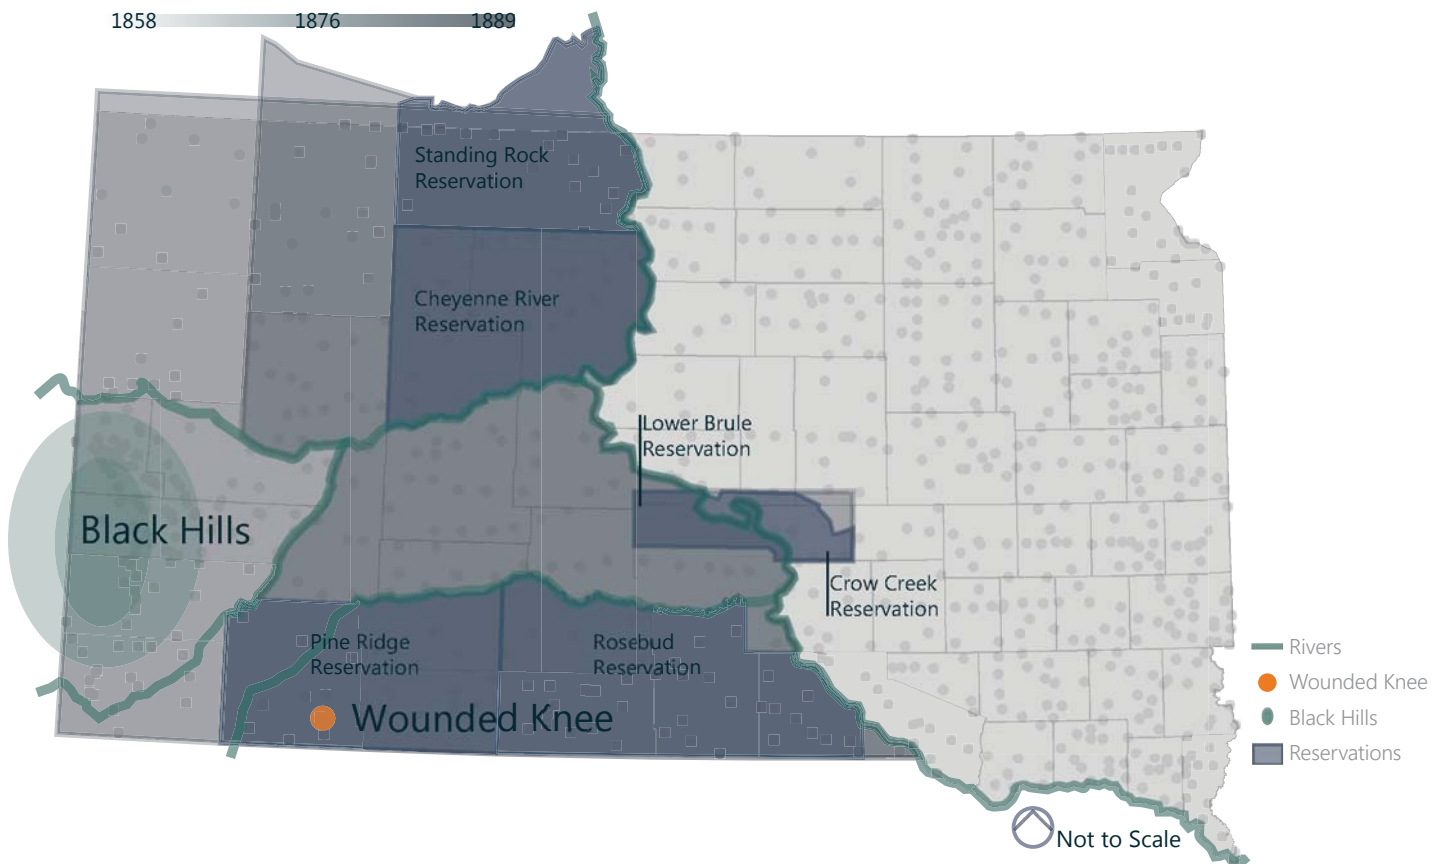 1858 1876 1889
Standing Rock
Reservation
Cheyenne River
Reservation
Lower Brule
Reservation
Black Hills
Crow Creek
Reservation
Pine Ridge
Reservation
Rosebud
Reservation
Wounded Knee
Rivers
Wounded Knee
Black Hills
Reservations
Not to Scale